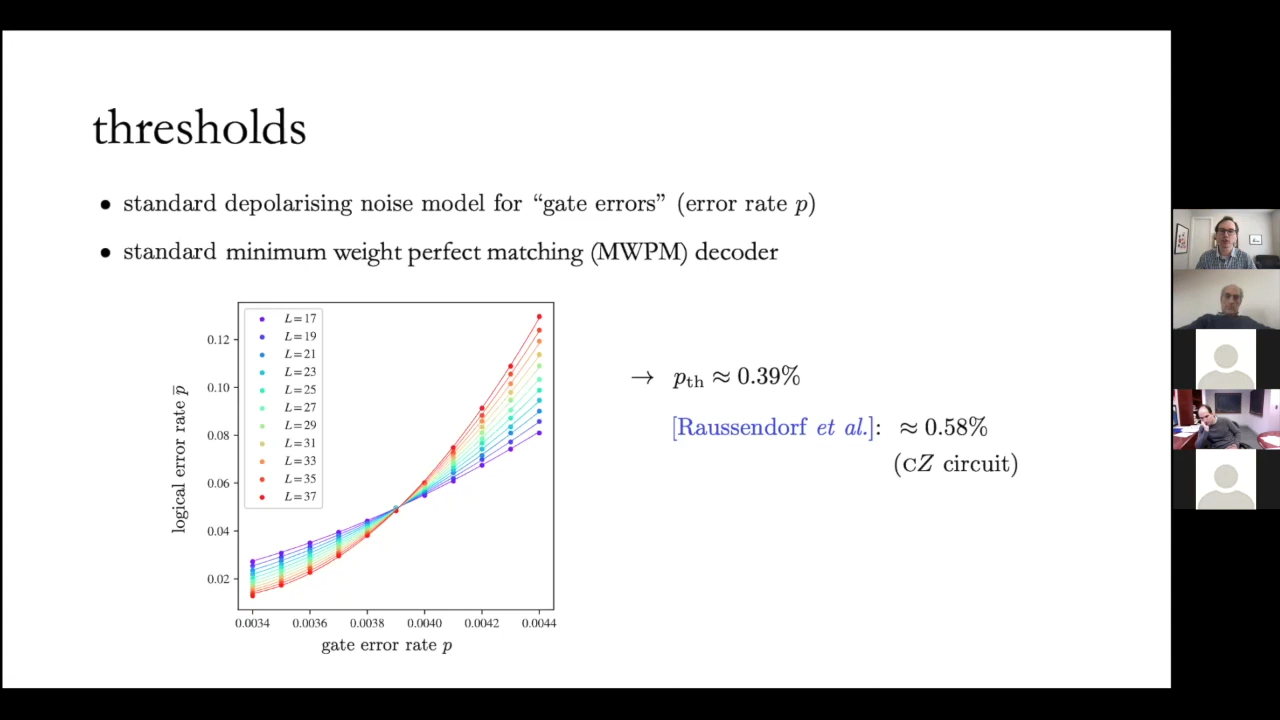 thresholds
• standard depolarising noise model for “gate errors” (error rate p)
• standard minimum weight perfect matching (MWPM) decoder
L=17
L=19
L=21
L=23
L=25
L=27
L=29
L=31
L=33
L=35
L=37
0.12
0.10
0.08
0.06
0.04
0.02
logical error rate p̅
0.0034 0.0036 0.0038 0.0040 0.0042 0.0044
gate error rate p
→ pth ≈ 0.39%
[Raussendorf et al.]: ≈ 0.58%
(CZ circuit)